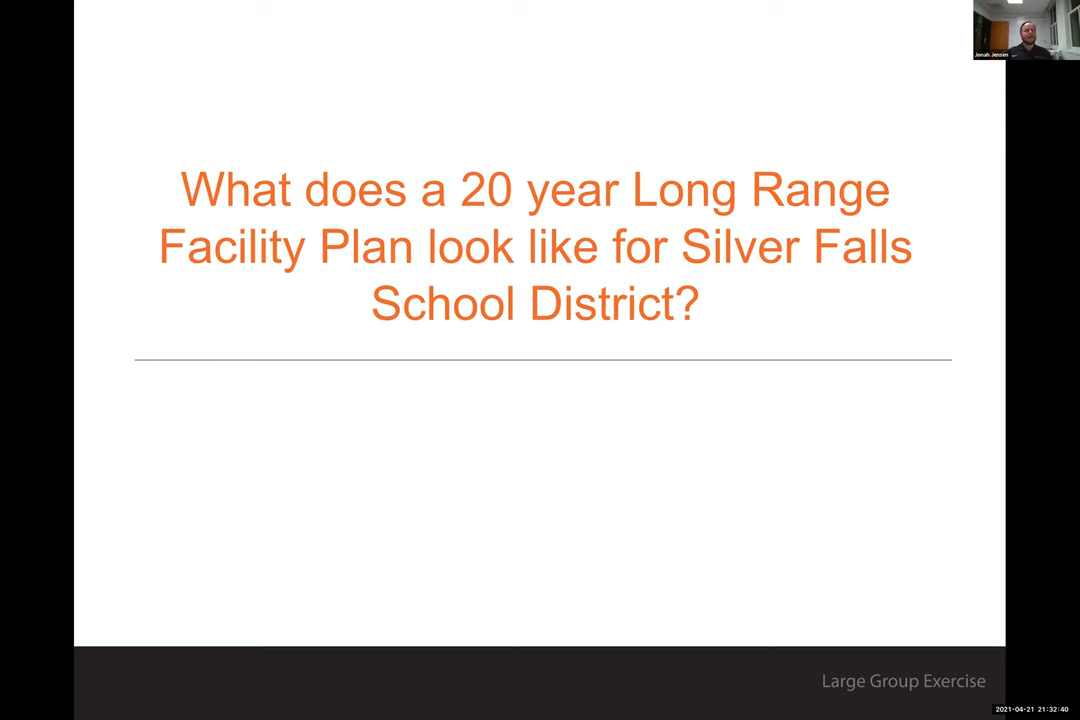 Jonah Jensen
What does a 20 year Long Range
Facility Plan look like for Silver Falls
School District?
Large Group Exercise
2021-04-21 21:32:40